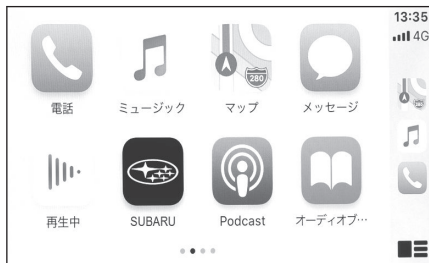 13:35
4G
電話
ミュージック
マップ
メッセージ
280
再生中
SUBARU
Podcast
オーディオブ…